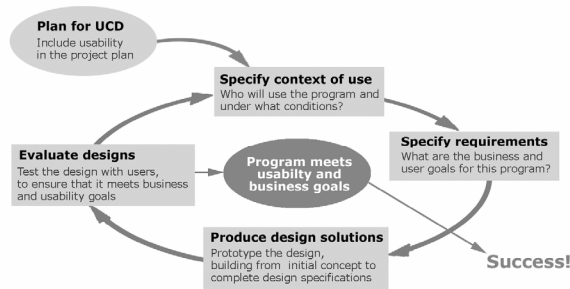 Plan for UCD
Include usability
in the project plan
Specify context of use
Who will use the program and
under what conditions?
Specify requirements
What are the business and
user goals for this program?
Evaluate designs
Test the design with users,
to ensure that it meets business
and usability goals
Program meets
usabilty and
business goals
Produce design solutions
Prototype the design,
building from initial concept to
complete design specifications
Success!